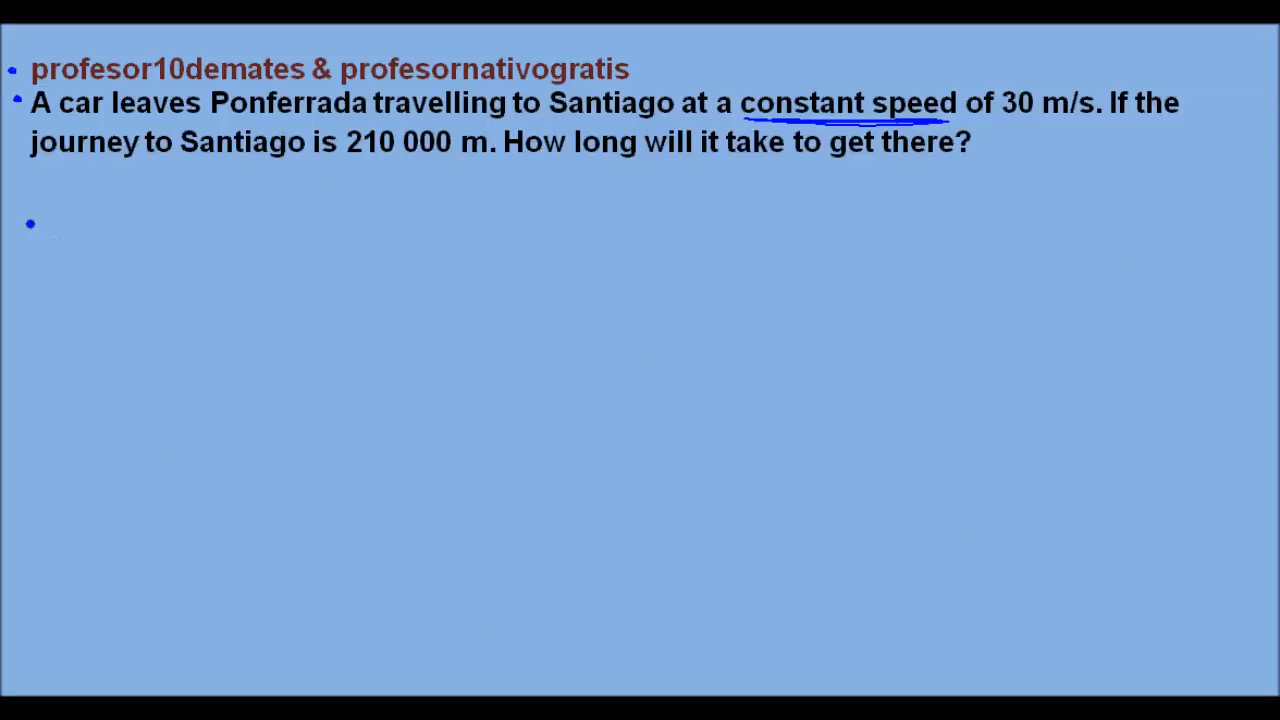 profesor10demates & profesornativogratis
A car leaves Ponferrada travelling to Santiago at a constant speed of 30 m/s. If the
journey to Santiago is 210 000 m. How long will it take to get there?